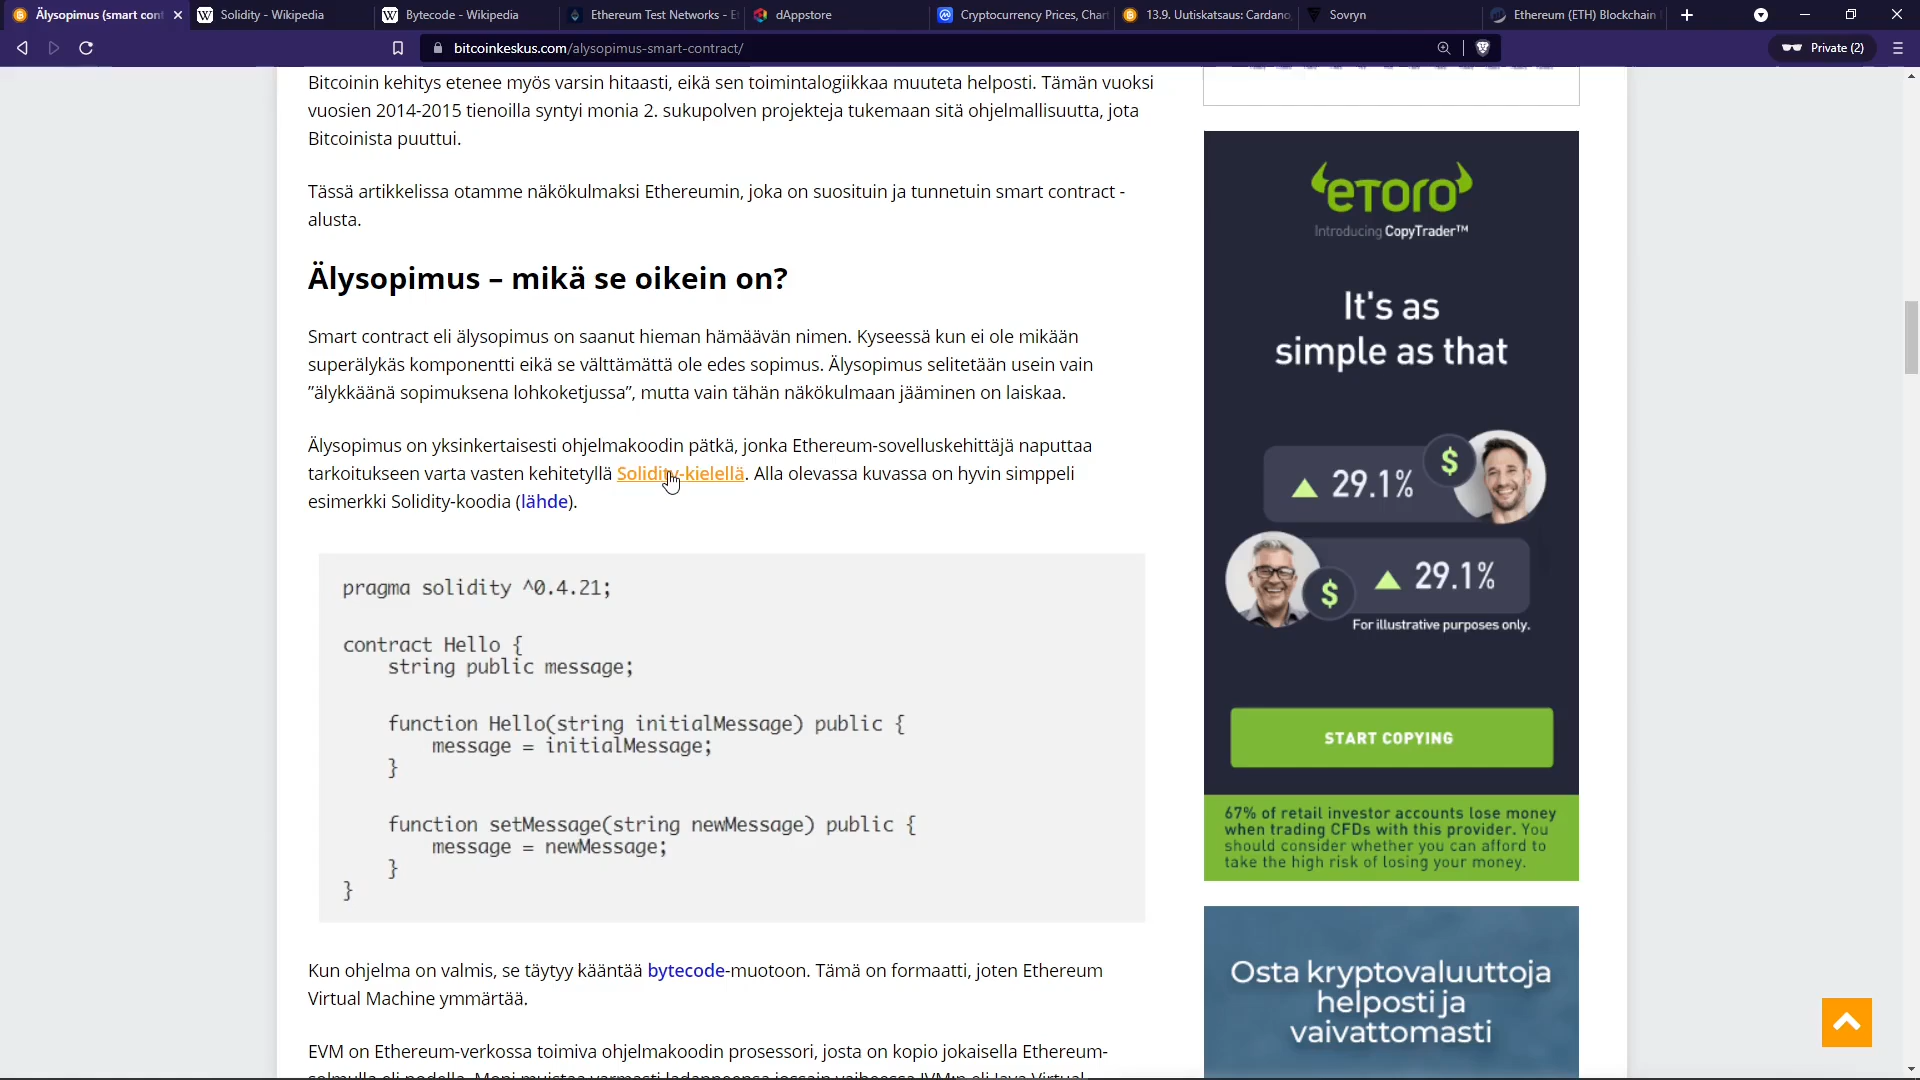 Älysopimus (smart con
Solidity - Wikipedia
Bytecode - Wikipedia
Ethereum Test Networks - E
dAppstore
Cryptocurrency Prices, Char
13.9. Uutiskatsaus: Cardano,
Sovryn
Ethereum (ETH) Blockchain
bitcoinkeskus.com/alysopimus-smart-contract/
Private (2)
Bitcoinin kehitys etenee myös varsin hitaasti, eikä sen toimintalogiikkaa muuteta helposti. Tämän vuoksi
vuosien 2014-2015 tienoilla syntyi monia 2. sukupolven projekteja tukemaan sitä ohjelmallisuutta, jota
Bitcoinista puuttui.
Tässä artikkelissa otamme näkökulmaksi Ethereumin, joka on suosituin ja tunnetuin smart contract -
alusta.
Älysopimus – mikä se oikein on?
Smart contract eli älysopimus on saanut hieman hämäävän nimen. Kyseessä kun ei ole mikään
superälykäs komponentti eikä se välttämättä ole edes sopimus. Älysopimus selitetään usein vain
”älykkäänä sopimuksena lohkoketjussa”, mutta vain tähän näkökulmaan jääminen on laiskaa.
Älysopimus on yksinkertaisesti ohjelmakoodin pätkä, jonka Ethereum-sovelluskehittäjä naputtaa
tarkoitukseen varta vasten kehitetyllä Solidity-kielellä. Alla olevassa kuvassa on hyvin simppeli
esimerkki Solidity-koodia (lähde).
pragma solidity ^0.4.21;
contract Hello {
string public message;
function Hello(string initialMessage) public {
message = initialMessage;
}
function setMessage(string newMessage) public {
message = newMessage;
}
}
Kun ohjelma on valmis, se täytyy kääntää bytecode-muotoon. Tämä on formaatti, joten Ethereum
Virtual Machine ymmärtää.
EVM on Ethereum-verkossa toimiva ohjelmakoodin prosessori, josta on kopio jokaisella Ethereum-
eToro
Introducing CopyTrader™
It's as
simple as that
29.1%
$
$
29.1%
For illustrative purposes only.
START COPYING
67% of retail investor accounts lose money
when trading CFDs with this provider. You
should consider whether you can afford to
take the high risk of losing your money.
Osta kryptovaluuttoja
helposti ja
vaivattomasti